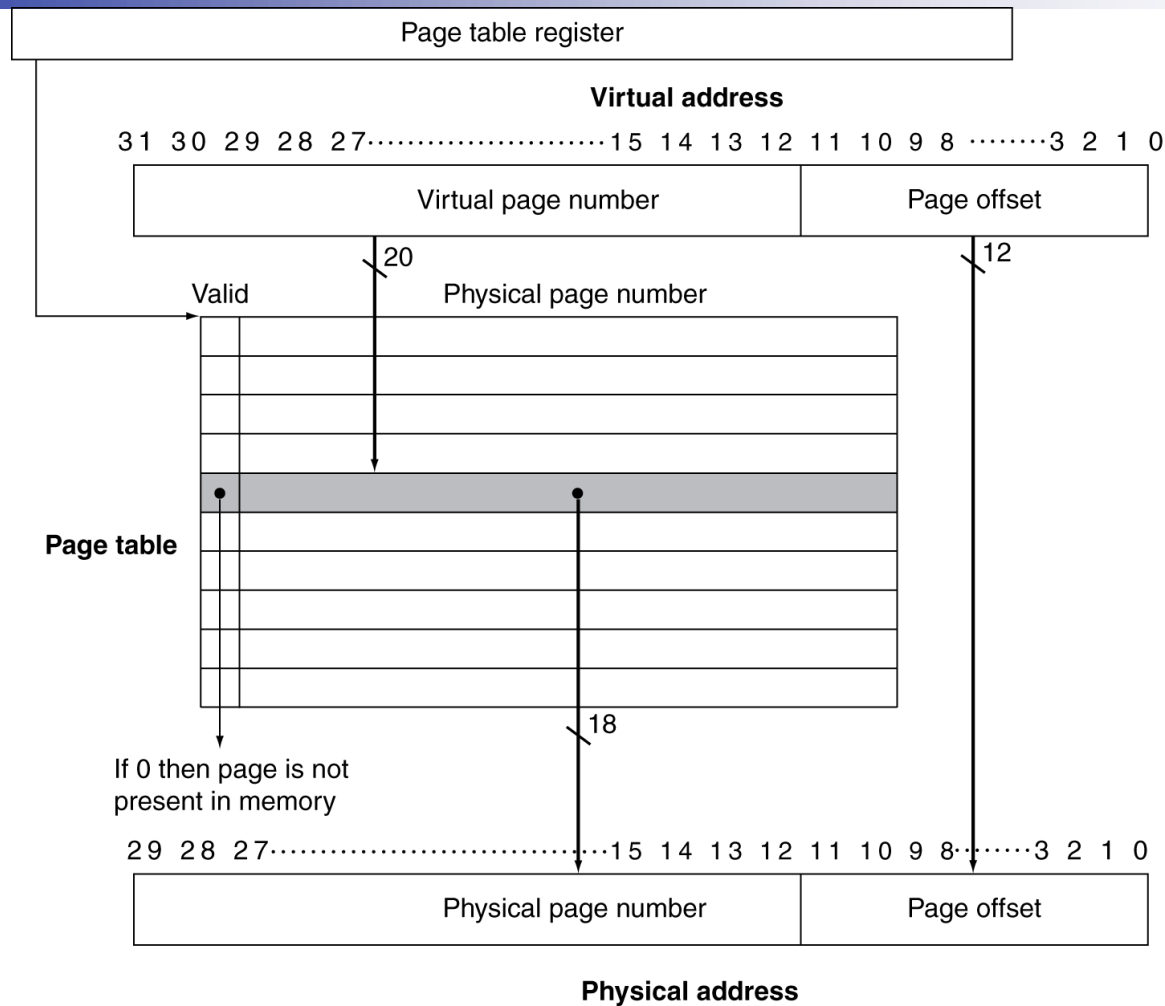 Page table register
Virtual address
31 30 29 28 27························15 14 13 12 11 10 9 8 ········3 2 1 0
Virtual page number Page offset
20 12
Valid Physical page number
Page table
18
If 0 then page is not
present in memory
29 28 27··································15 14 13 12 11 10 9 8········3 2 1 0
Physical page number Page offset
Physical address